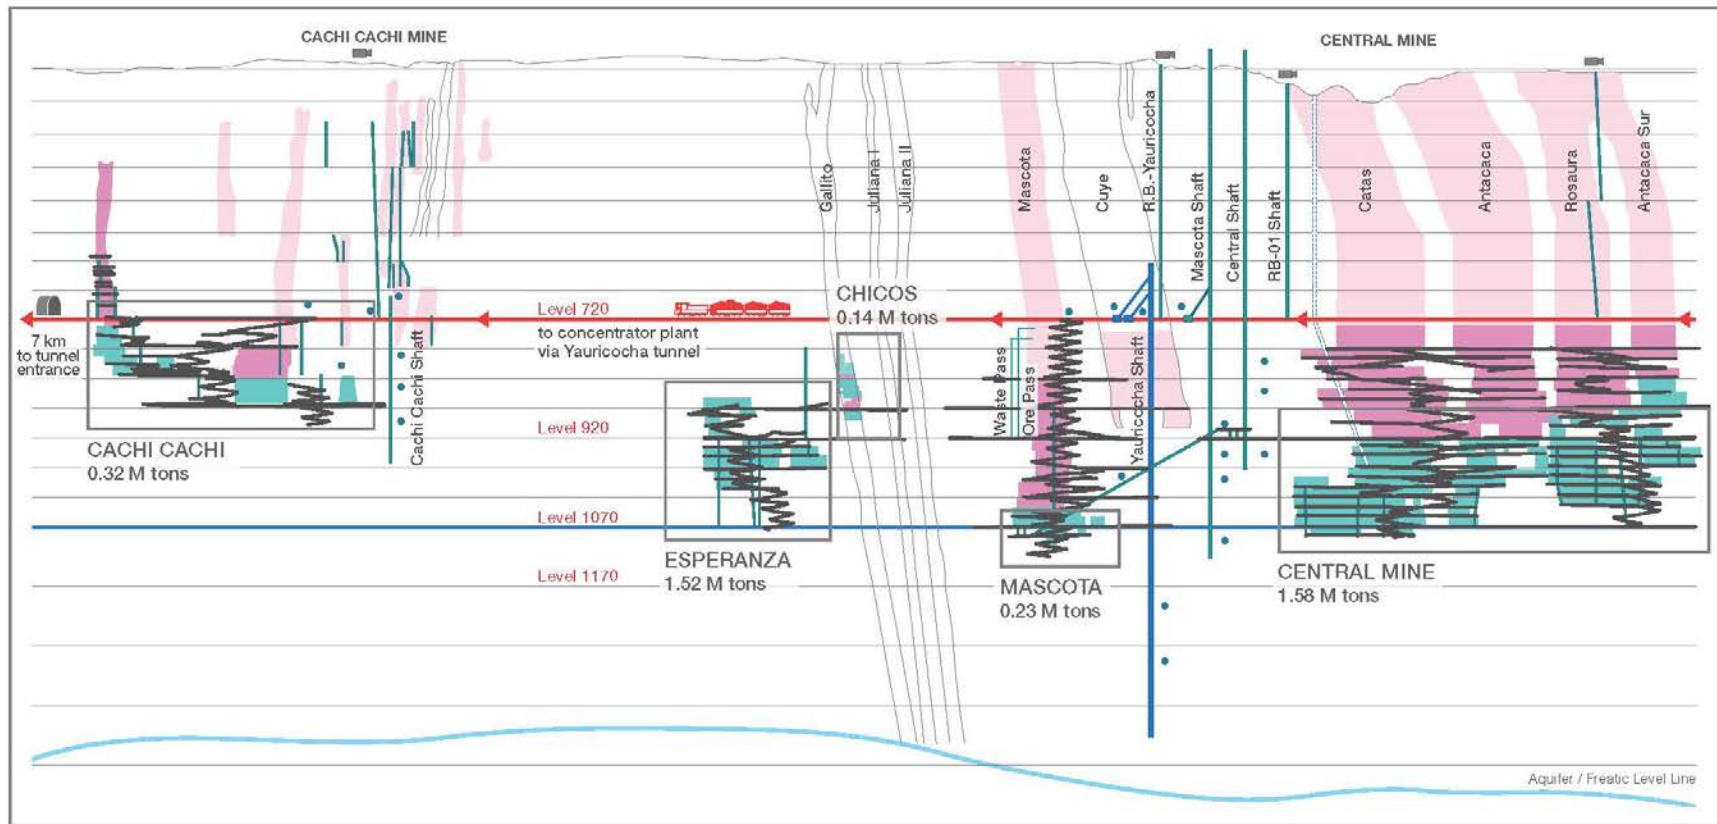 CACHI CACHI MINE
CENTRAL MINE
Gallito
Juliana I
Juliana II
Mascota
Cuye
R.B.-Yauricocha
Mascota Shaft
Central Shaft
RB-01 Shaft
Catas
Antacaca
Rosaura
Antacaca Sur
7 km
to tunnel
entrance
Level 720
to concentrator plant
via Yauricocha tunnel
CHICOS
0.14 M tons
Cachi Cachi Shaft
Waste Pass
Ore Pass
Yauricocha Shaft
CACHI CACHI
0.32 M tons
Level 920
Level 1070
ESPERANZA
1.52 M tons
Level 1170
MASCOTA
0.23 M tons
CENTRAL MINE
1.58 M tons
Aquifer / Freatic Level Line